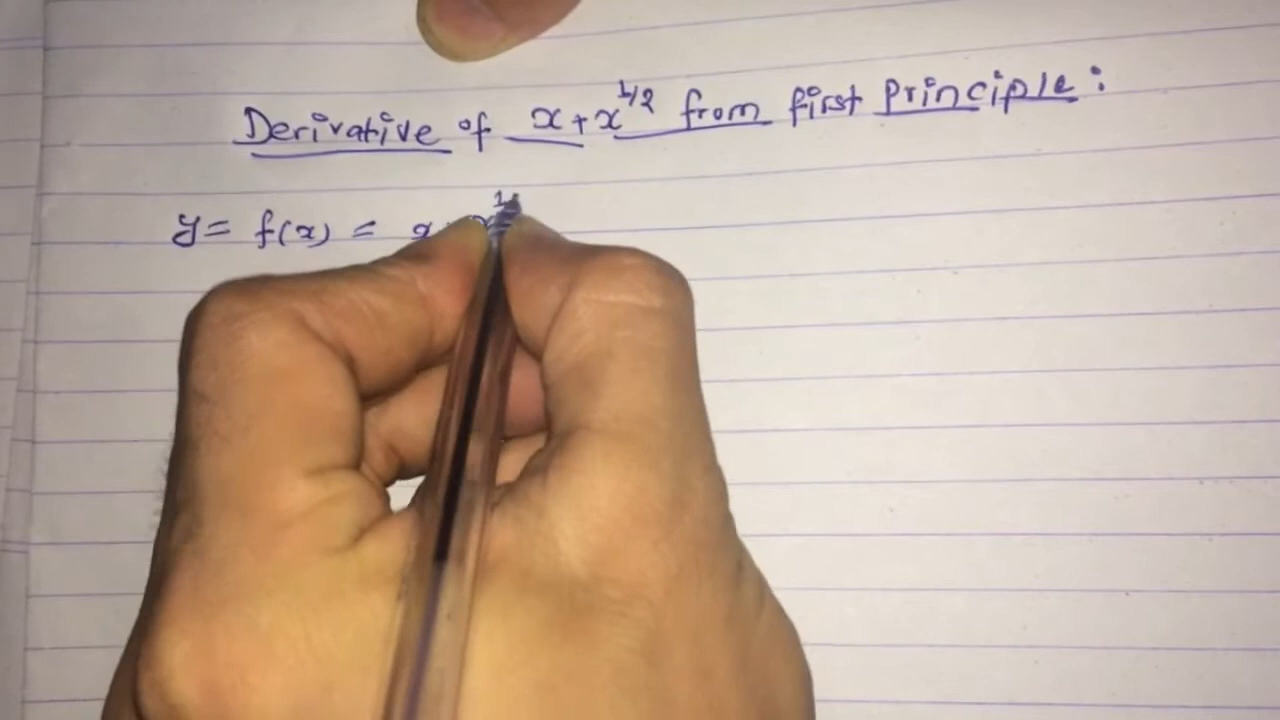 Derivative of x+x^1/2 from first Principle:
y= f(x) = x